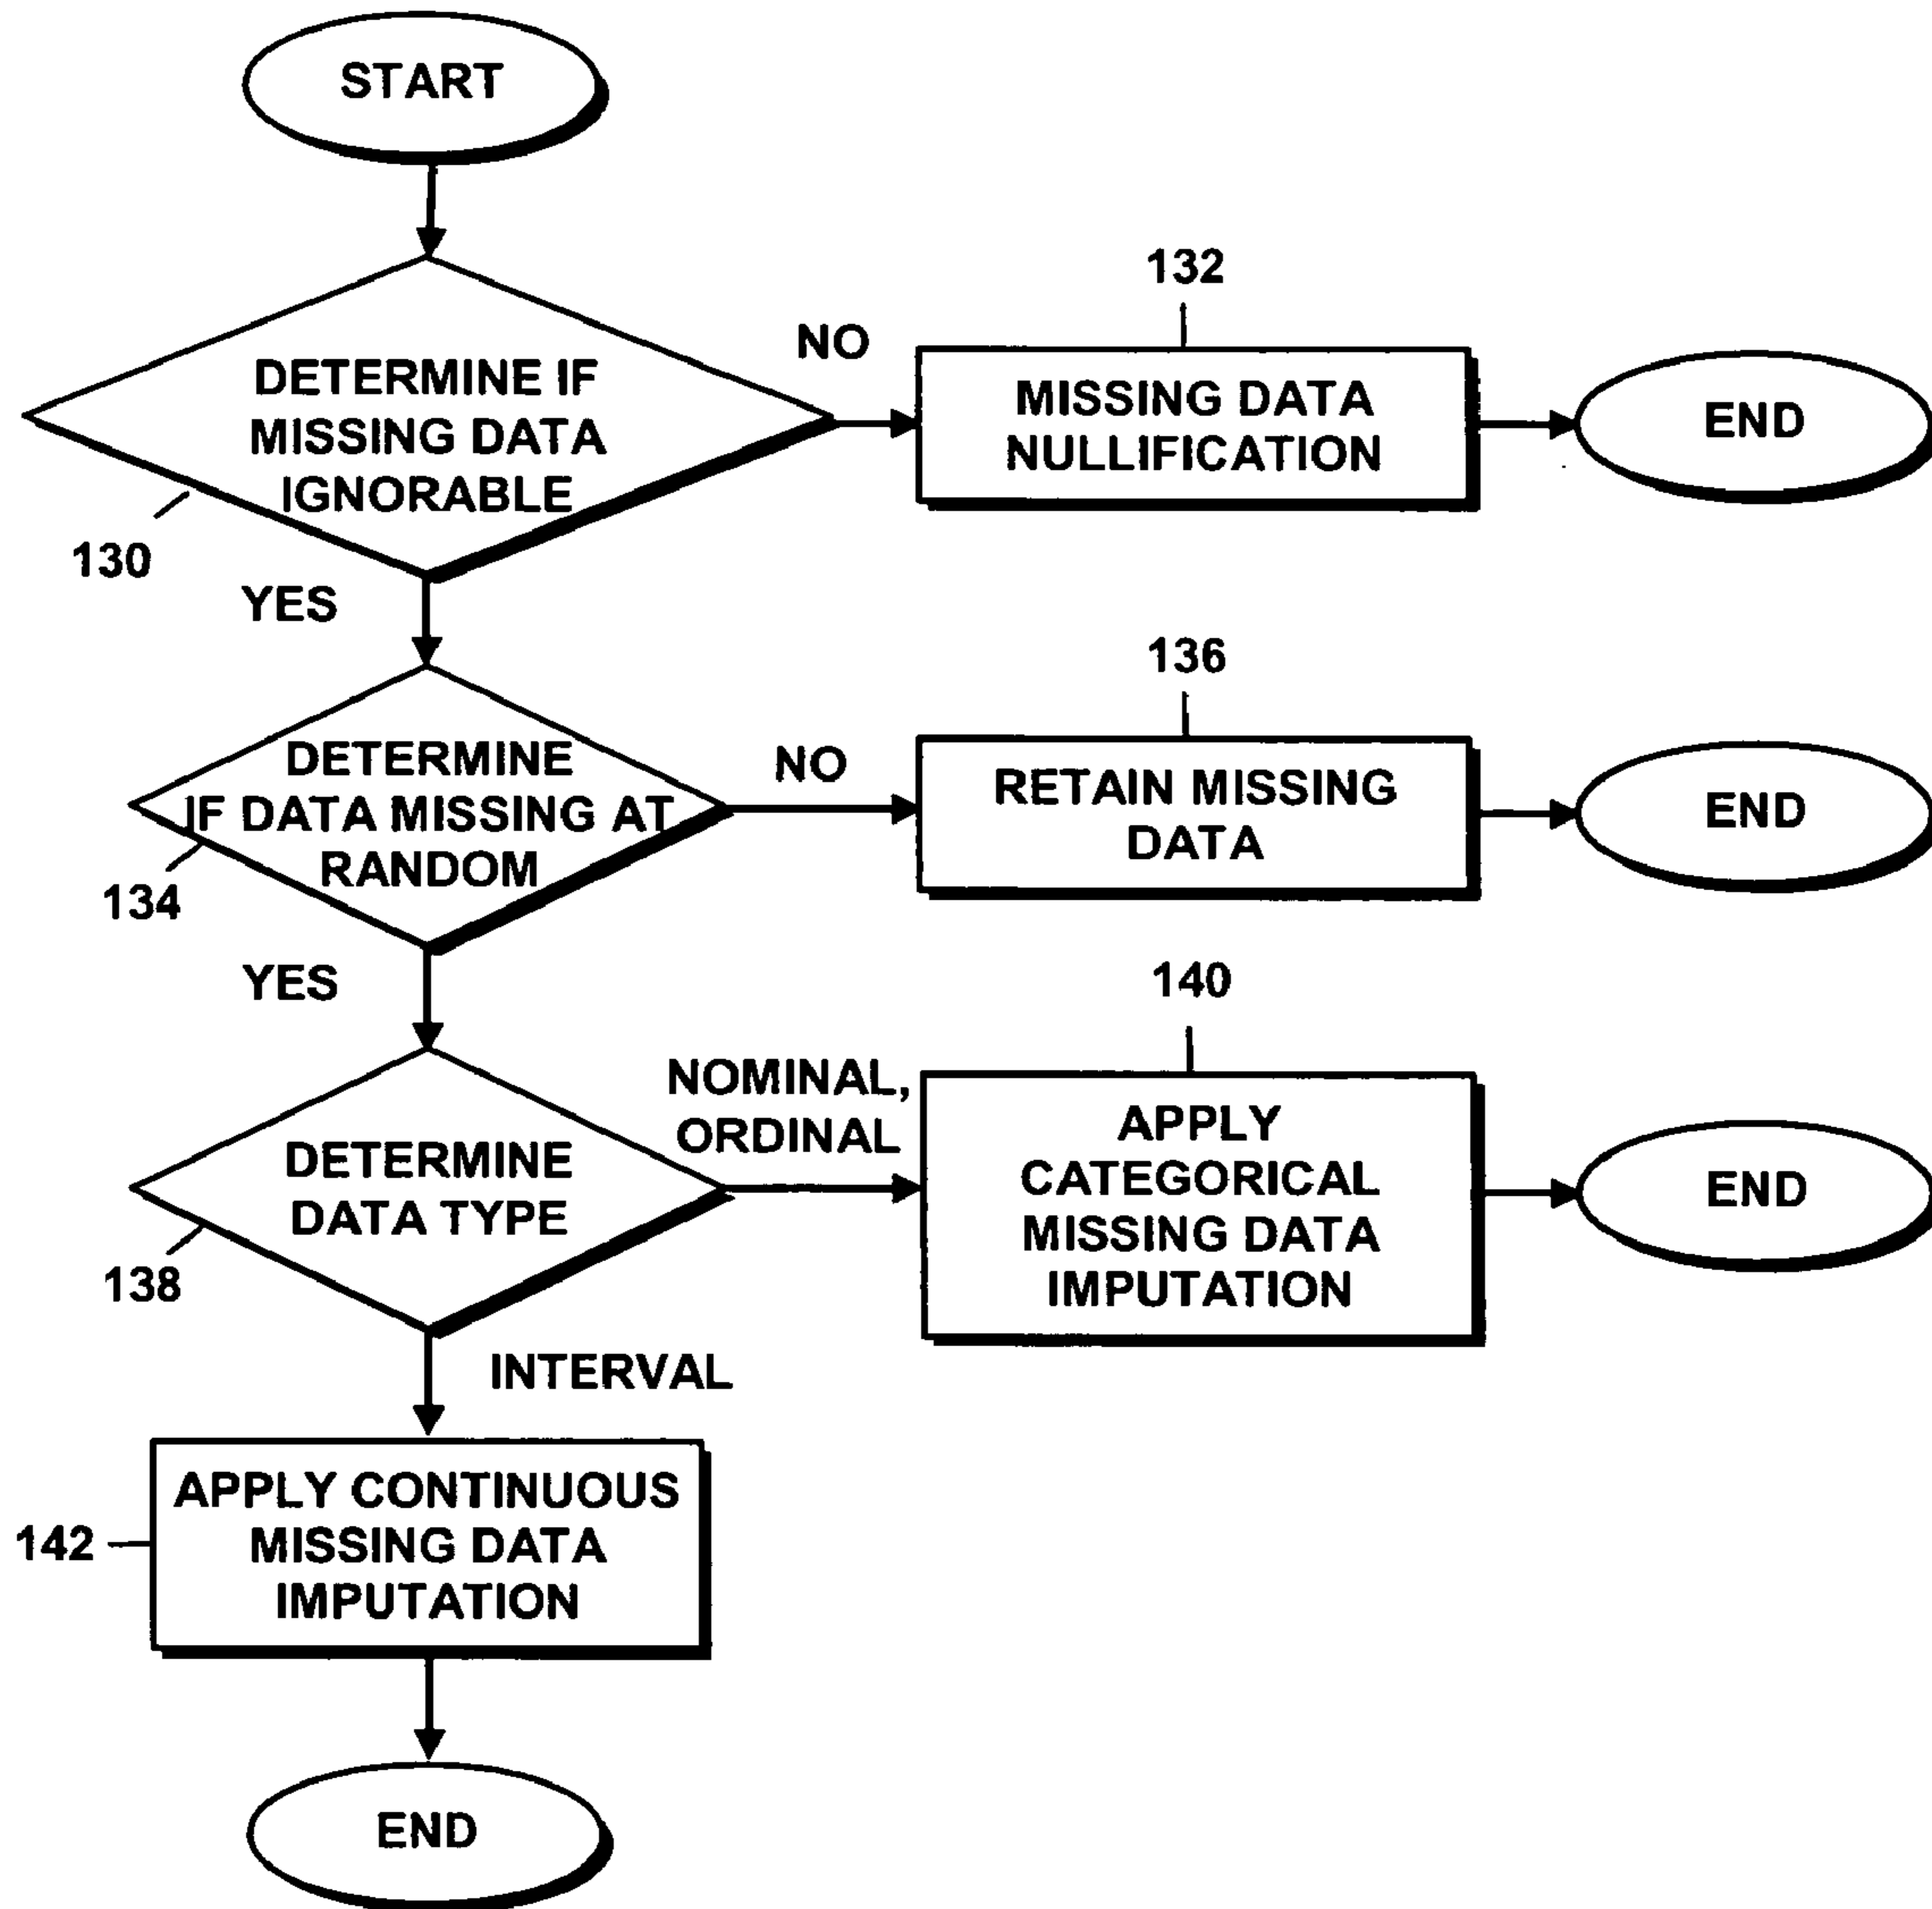 START
132
NO
DETERMINE IF
MISSING DATA
IGNORABLE
MISSING DATA
NULLIFICATION
END
130
YES
136
DETERMINE
IF DATA MISSING AT
RANDOM
NO
RETAIN MISSING
DATA
END
134
YES
140
NOMINAL,
ORDINAL
DETERMINE
DATA TYPE
APPLY
CATEGORICAL
MISSING DATA
IMPUTATION
END
138
INTERVAL
APPLY CONTINUOUS
MISSING DATA
IMPUTATION
142
END